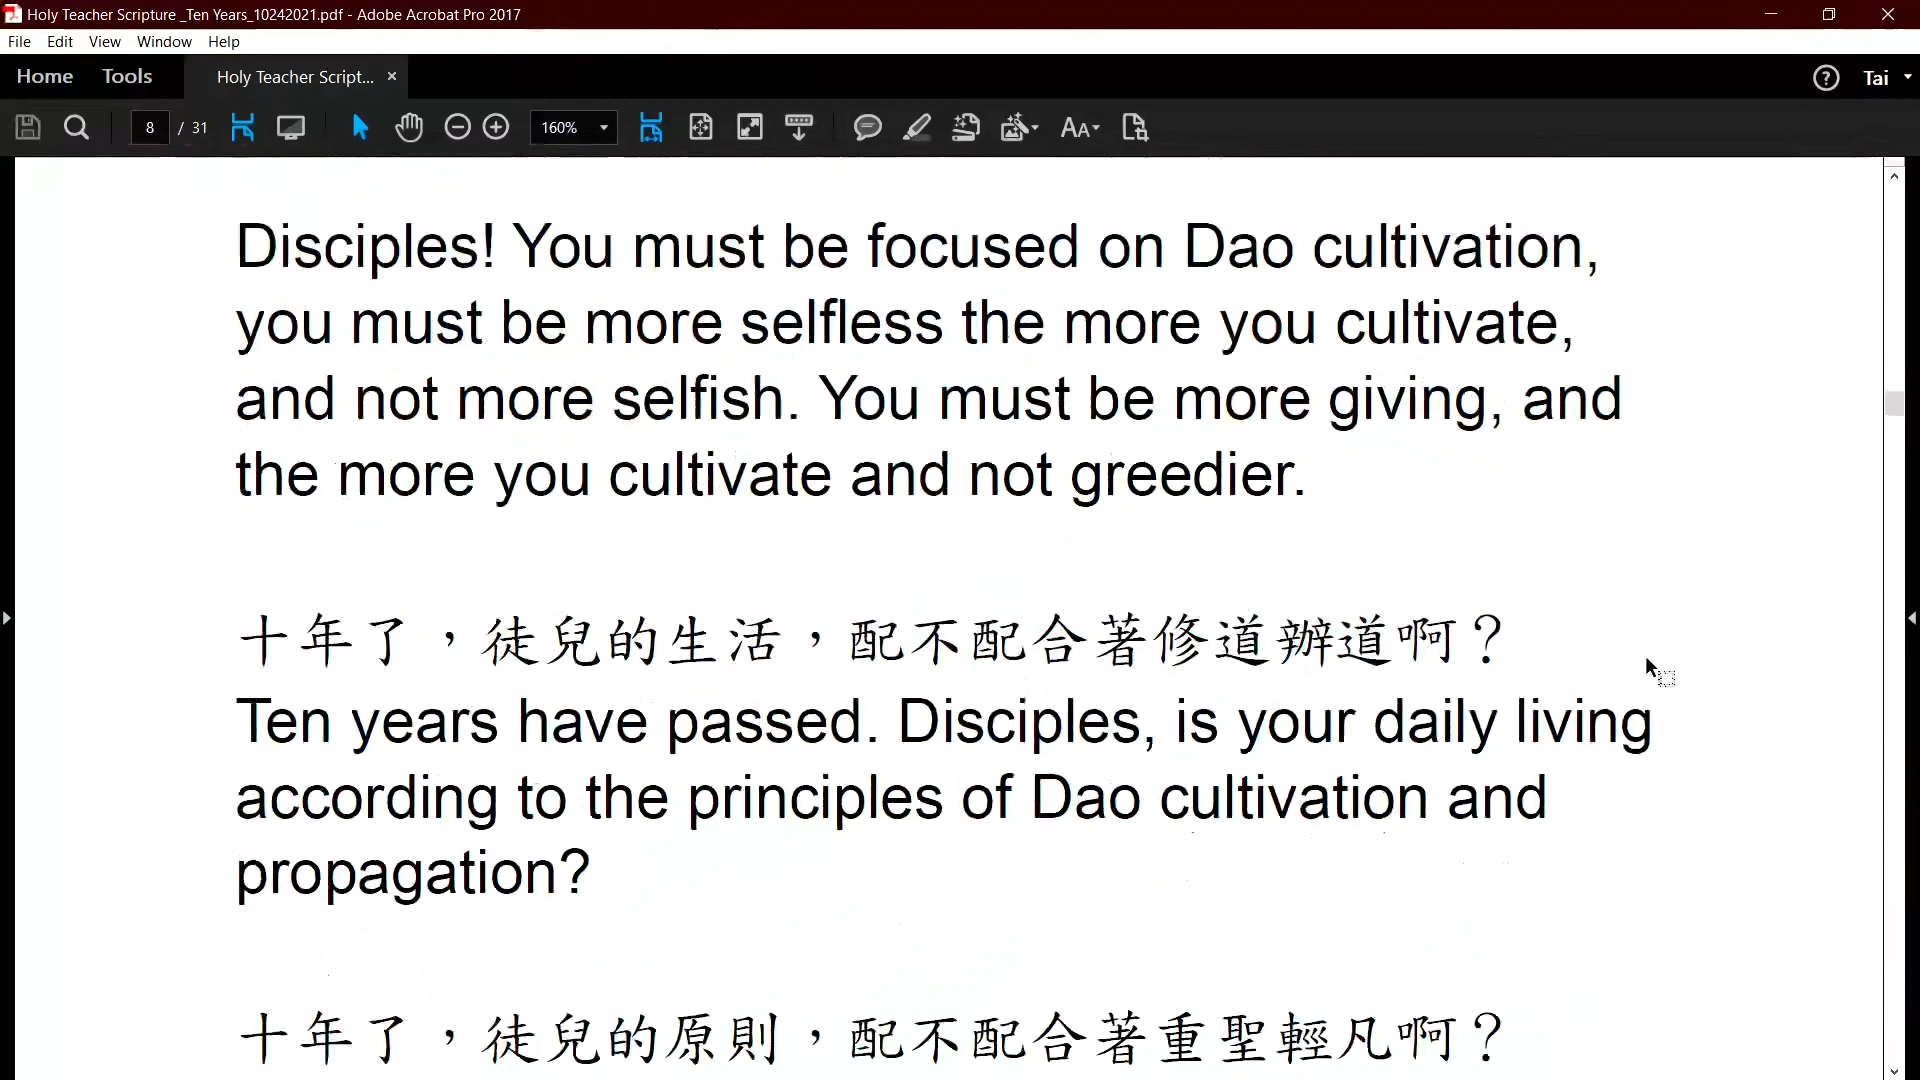 Holy Teacher Scripture _Ten Years_10242021.pdf - Adobe Acrobat Pro 2017
File Edit View Window Help
Home Tools Holy Teacher Script... × Tai
8 / 31 160%
Disciples! You must be focused on Dao cultivation,
you must be more selfless the more you cultivate,
and not more selfish. You must be more giving, and
the more you cultivate and not greedier.
十年了，徒兒的生活，配不配合著修道辦道啊？
Ten years have passed. Disciples, is your daily living
according to the principles of Dao cultivation and
propagation?
十年了，徒兒的原則，配不配合著重聖輕凡啊？